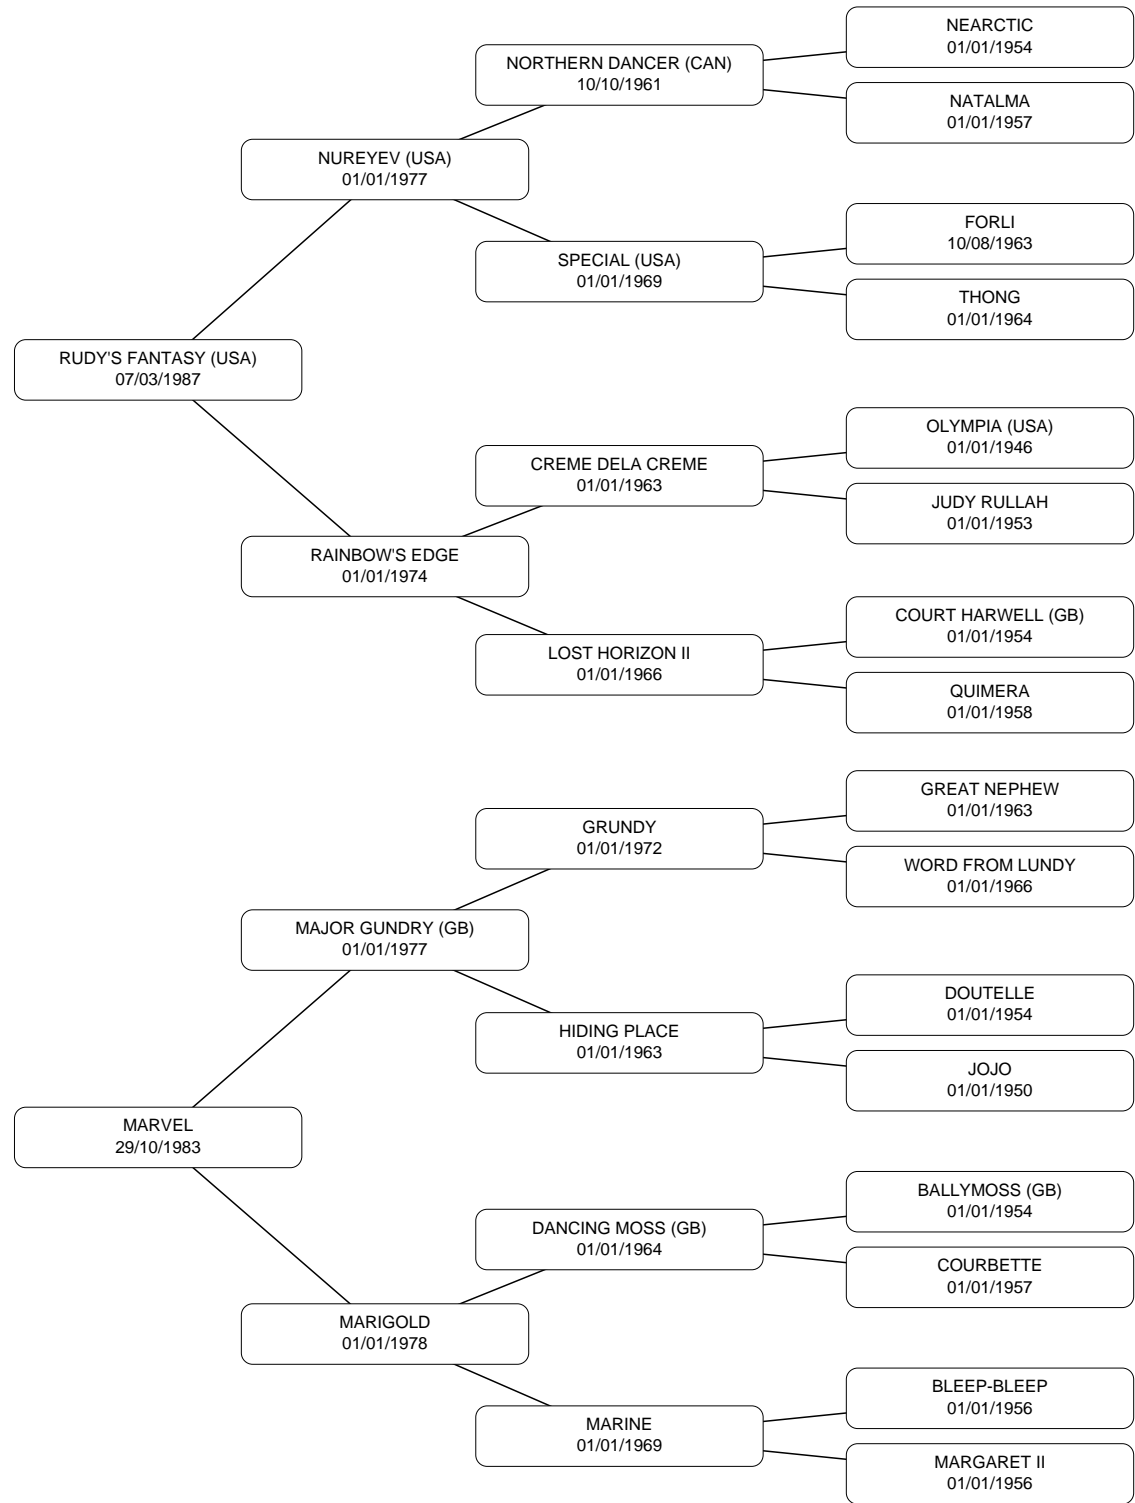 NEARCTIC
01/01/1954
NORTHERN DANCER (CAN)
10/10/1961
NATALMA
01/01/1957
NUREYEV (USA)
01/01/1977
FORLI
10/08/1963
SPECIAL (USA)
01/01/1969
THONG
01/01/1964
RUDY'S FANTASY (USA)
07/03/1987
OLYMPIA (USA)
01/01/1946
CREME DELA CREME
01/01/1963
JUDY RULLAH
01/01/1953
RAINBOW'S EDGE
01/01/1974
COURT HARWELL (GB)
01/01/1954
LOST HORIZON II
01/01/1966
QUIMERA
01/01/1958
GREAT NEPHEW
01/01/1963
GRUNDY
01/01/1972
WORD FROM LUNDY
01/01/1966
MAJOR GUNDRY (GB)
01/01/1977
DOUTELLE
01/01/1954
HIDING PLACE
01/01/1963
JOJO
01/01/1950
MARVEL
29/10/1983
BALLYMOSS (GB)
01/01/1954
DANCING MOSS (GB)
01/01/1964
COURBETTE
01/01/1957
MARIGOLD
01/01/1978
BLEEP-BLEEP
01/01/1956
MARINE
01/01/1969
MARGARET II
01/01/1956